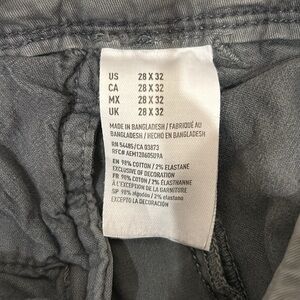 US 28 X 32
CA 28 X 32
MX 28 X 32
UK 28 X 32
MADE IN BANGLADESH / FABRIQUÉ AU
BANGLADESH / HECHO EN BANGLADESH
RN 54485/CA 03873
RFC# AEM120605U9A
EN 98% COTTON / 2% ELASTANE
EXCLUSIVE OF DECORATION
FR 98% COTON / 2% ÉLASTHANNE
À L'EXCEPTION DE LA GARNITURE
SP 98% algodón / 2% elastano
EXCEPTO LA DECORACIÓN